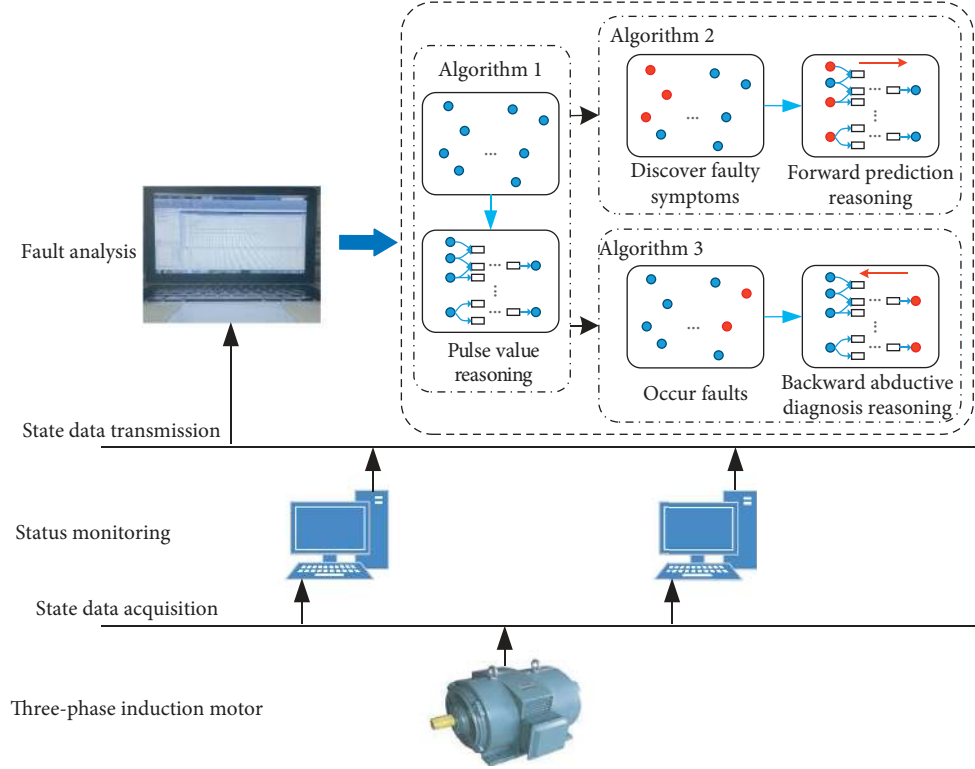 Algorithm 1
Algorithm 2
...
...
...
Discover faulty
symptoms
Forward prediction
reasoning
Fault analysis
Pulse value
reasoning
Algorithm 3
...
...
Occur faults
Backward abductive
diagnosis reasoning
State data transmission
Status monitoring
State data acquisition
Three-phase induction motor